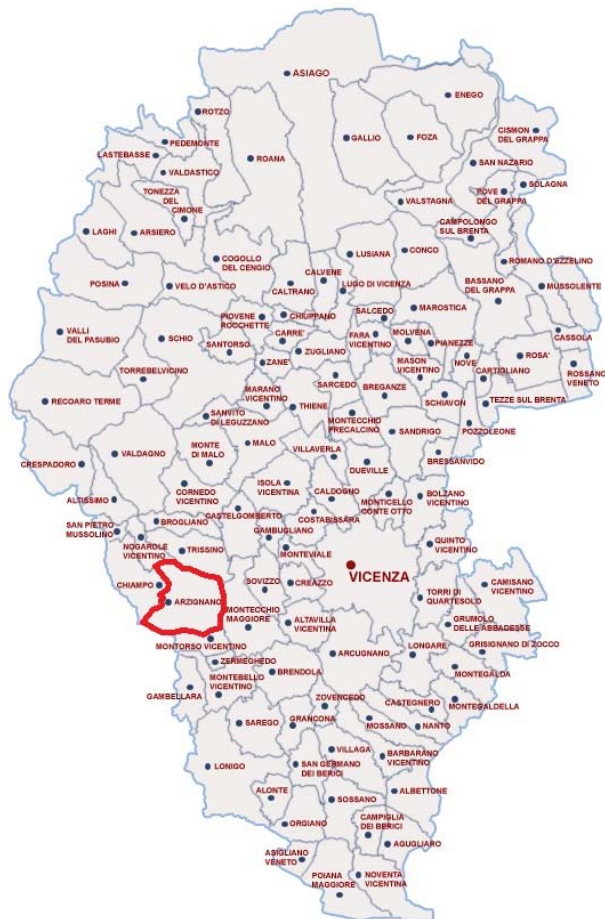 ASIAGO
ENEGO
ROTZO
GALLIO
FOZA
CISMON
DEL GRAPPA
PEDEMONTE
LASTEBASSE
ROANA
SAN NAZARIO
VALDASTICO
SOLAGNA
TONEZZA
DEL
CIMONE
POVE
DEL GRAPPA
VALSTAGNA
CAMPOLONGO
SUL BRENTA
LAGHI
ARSIERO
LUSIANA
CONCO
COGOLLO
DEL CENGIO
ROMANO D'EZZELINO
CALVENE
BASSANO
DEL GRAPPA
POSINA
VELO D'ASTICO
CALTRANO
LUGO DI VICENZA
MUSSOLENTE
MAROSTICA
PIOVENE
ROCCHETTE
CHIUPPANO
SALCEDO
VALLI
DEL PASUBIO
SCHIO
CARRE'
FARA
VICENTINO
MOLVENA
PIANEZZE
CASSOLA
SANTORSO
ZUGLIANO
ZANE'
MASON
VICENTINO
NOVE
ROSA'
ROSSANO
VENETO
TORREBELVICINO
SARCEDO
CARTIGLIANO
MARANO
VICENTINO
BREGANZE
SCHIAVON
RECOARO TERME
THIENE
TEZZE SUL BRENTA
SANVITO
DI LEGUZZANO
MONTECCHIO
PRECALCINO
SANDRIGO
POZZOLEONE
VALDAGNO
MONTE
DI MALO
MALO
VILLAVERLA
BRESSANVIDO
CRESPADORO
DUEVILLE
ISOLA
VICENTINA
ALTISSIMO
CORNEDO
VICENTINO
CALDOGNO
MONTICELLO
CONTE OTTO
BOLZANO
VICENTINO
CASTELGOMBERTO
COSTABISSARA
SAN PIETRO
MUSSOLINO
BROGLIANO
GAMBUGLIANO
NOGAROLE
VICENTINO
TRISSINO
MONTEVIALE
QUINTO
VICENTINO
VICENZA
CHIAMPO
SOVIZZO
CREAZZO
CAMISANO
VICENTINO
ARZIGNANO
TORRI DI
QUARTESOLO
MONTECCHIO
MAGGIORE
ALTAVILLA
VICENTINA
GRUMOLO
DELLE ABBADESSE
MONTORSO VICENTINO
ARCUGNANO
LONGARE
GRISIGNANO DI ZOCCO
ZERMEGHEDO
BRENDOLA
MONTEGALDA
MONTEBELLO
VICENTINO
GAMBELLARA
ZOVENCEDO
CASTEGNERO
MONTEGALDELLA
SAREGO
GRANCONA
MOSSANO
NANTO
VILLAGA
BARBARANO
VICENTINO
LONIGO
SAN GERMANO
DEI BERICI
ALONTE
SOSSANO
ALBETTONE
ORGIANO
CAMPIGLIA
DEI BERICI
AGUGLIARO
ASIGLIANO
VENETO
POIANA
MAGGIORE
NOVENTA
VICENTINA